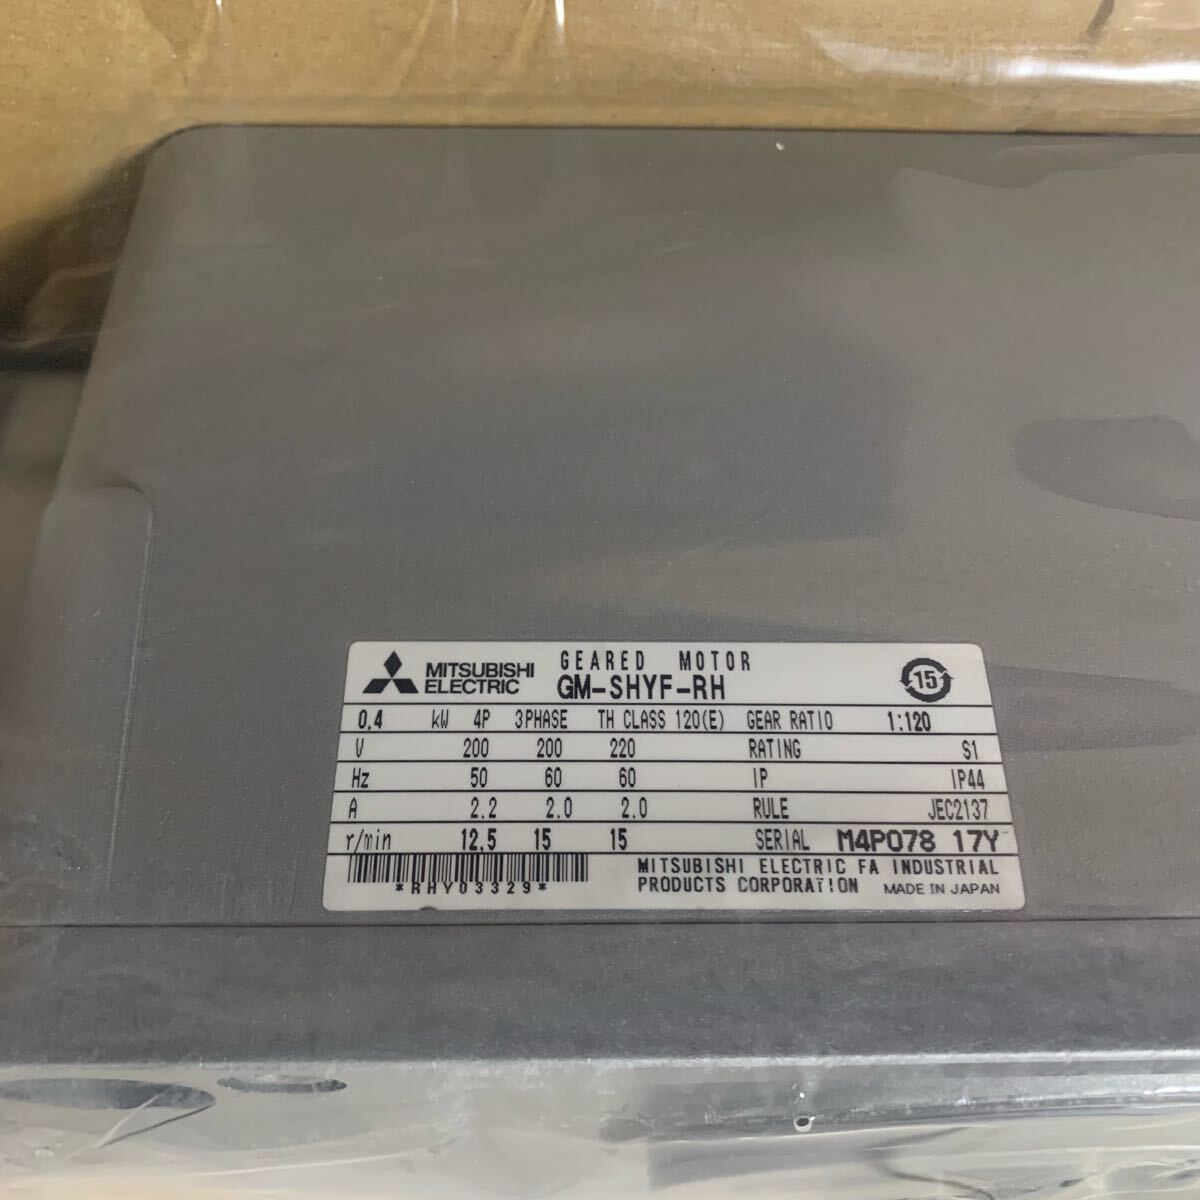 MITSUBISHI ELECTRIC GEARED MOTOR
GM-SHYF-RH 15
0.4 kW 4P 3PHASE TH CLASS 120(E) GEAR RATIO 1:120
V 200 200 220 RATING S1
Hz 50 60 60 IP IP44
A 2.2 2.0 2.0 RULE JEC2137
r/min 12.5 15 15 SERIAL M4P078 17Y
*RHY03329*
MITSUBISHI ELECTRIC FA INDUSTRIAL
PRODUCTS CORPORATION MADE IN JAPAN